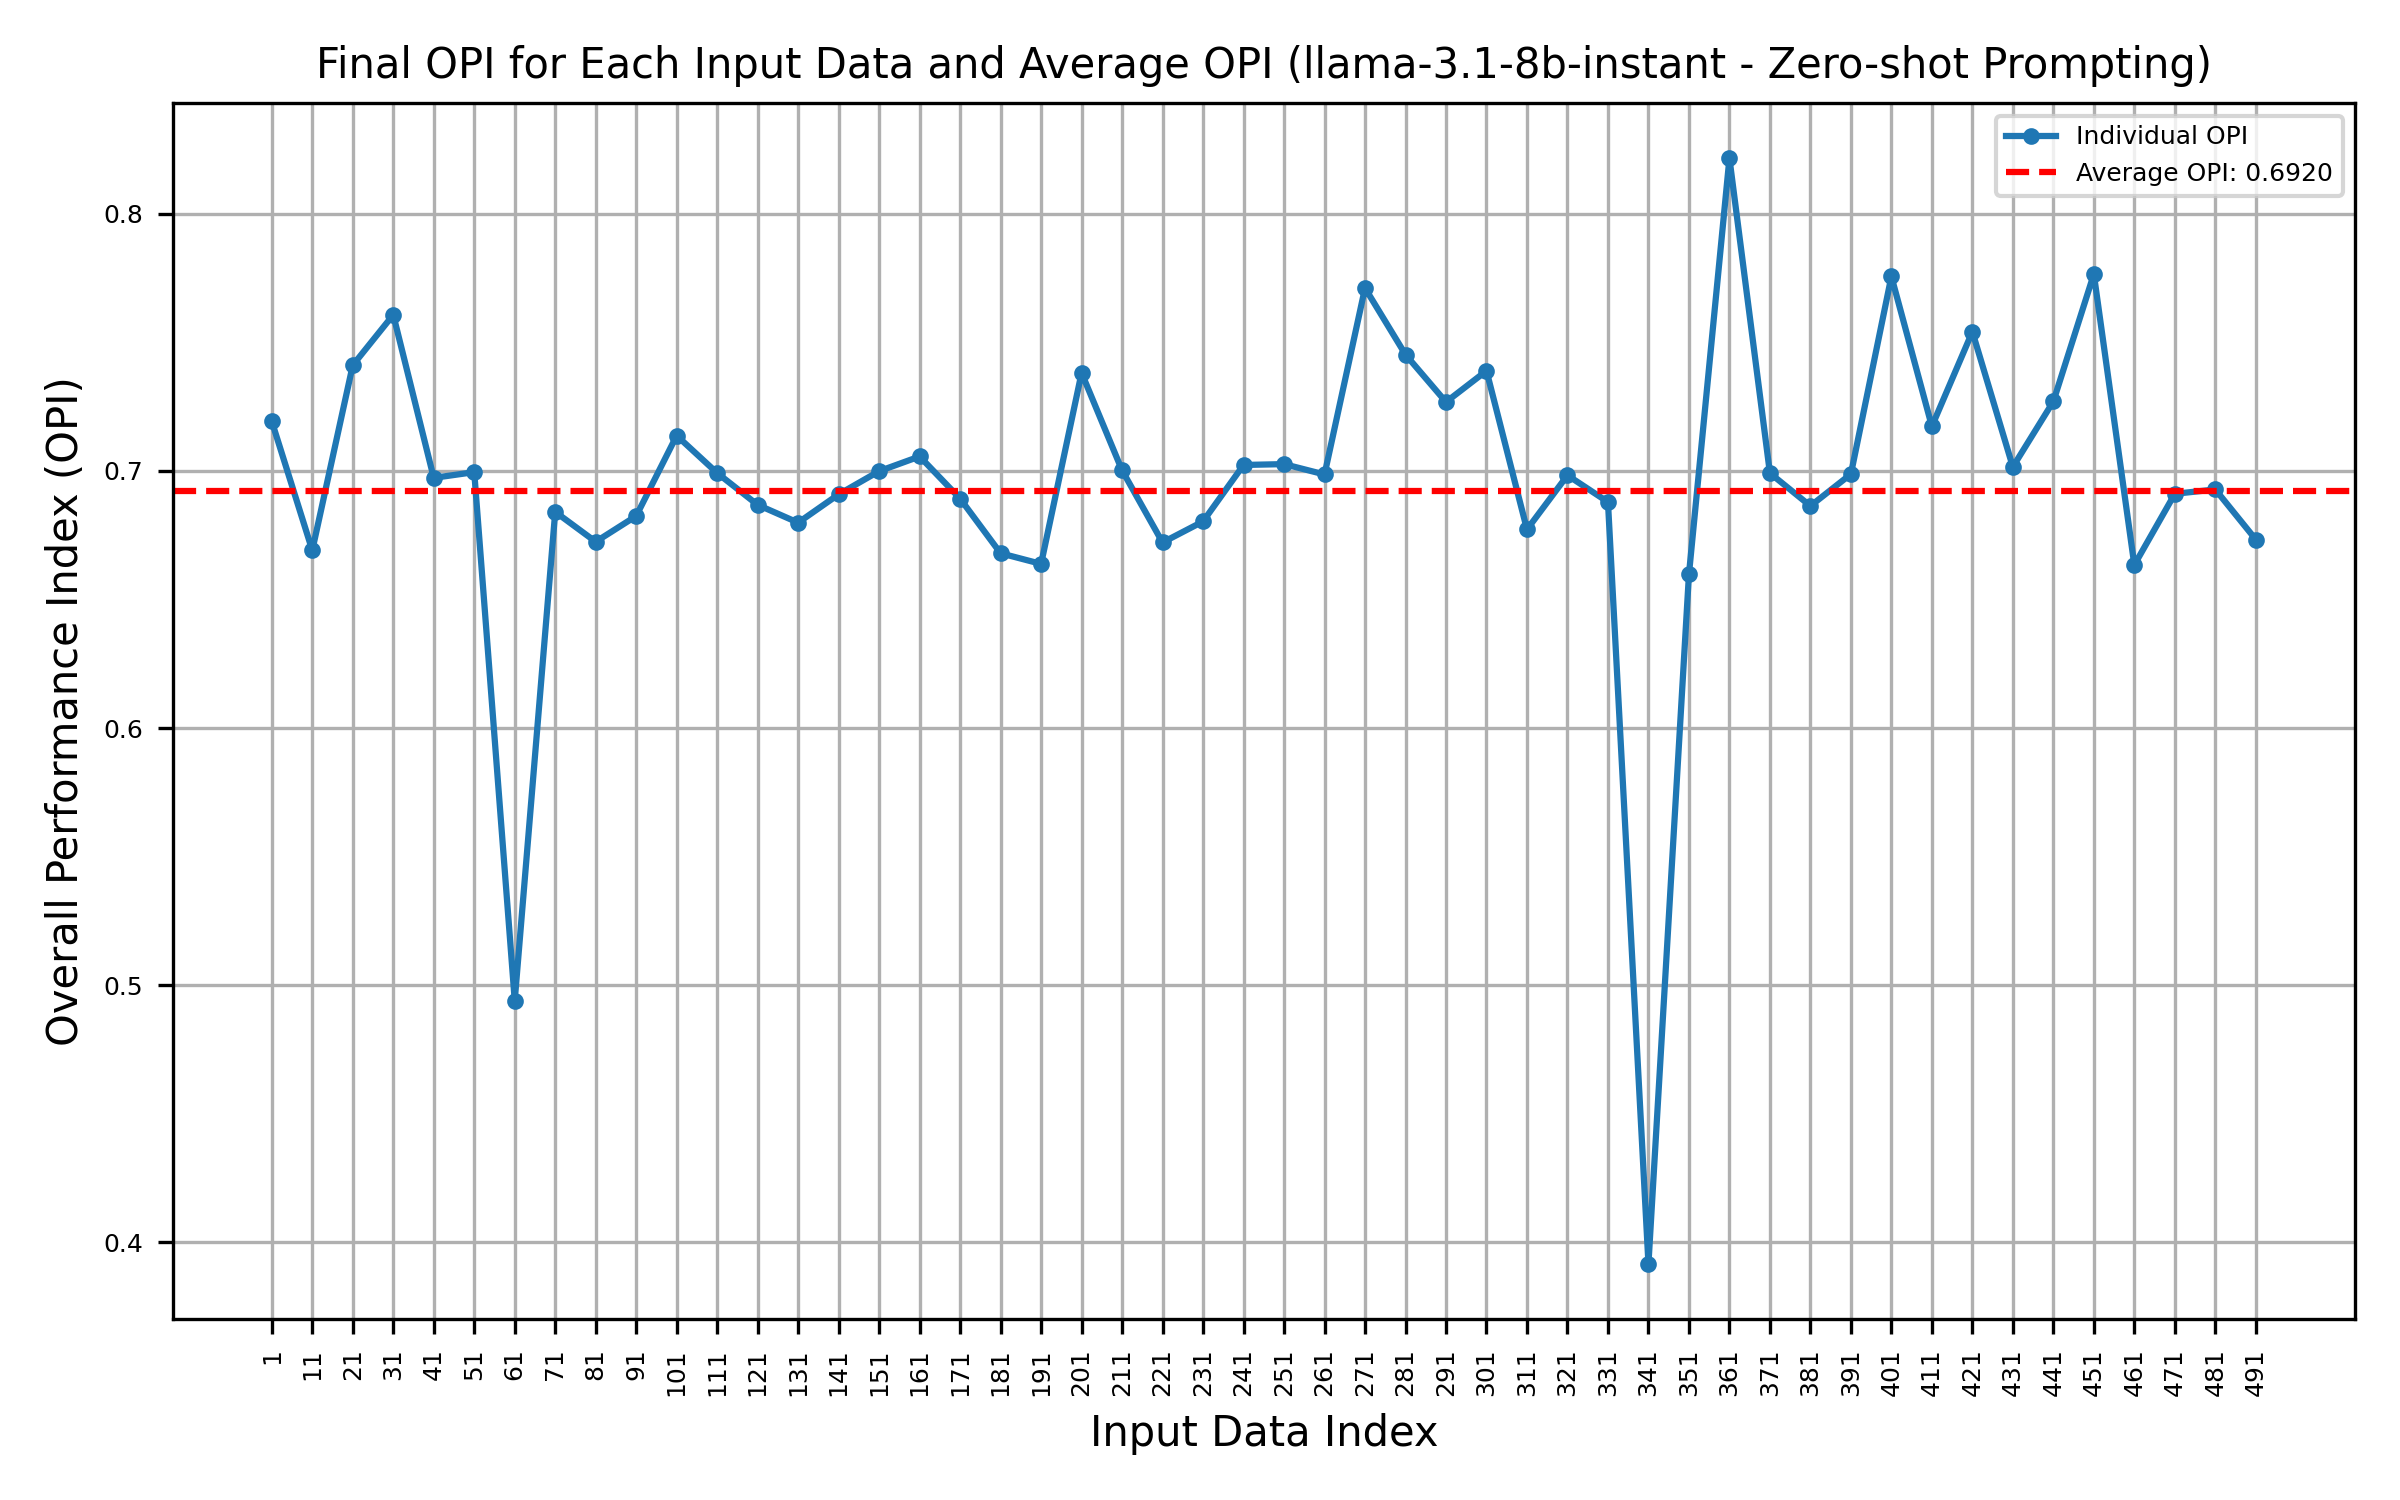 Final OPI for Each Input Data and Average OPI (llama-3.1-8b-instant - Zero-shot Prompting)
Individual OPI
Average OPI: 0.6920
Overall Performance Index (OPI)
0.8
0.7
0.6
0.5
0.4
1 11 21 31 41 51 61 71 81 91 101 111 121 131 141 151 161 171 181 191 201 211 221 231 241 251 261 271 281 291 301 311 321 331 341 351 361 371 381 391 401 411 421 431 441 451 461 471 481 491
Input Data Index